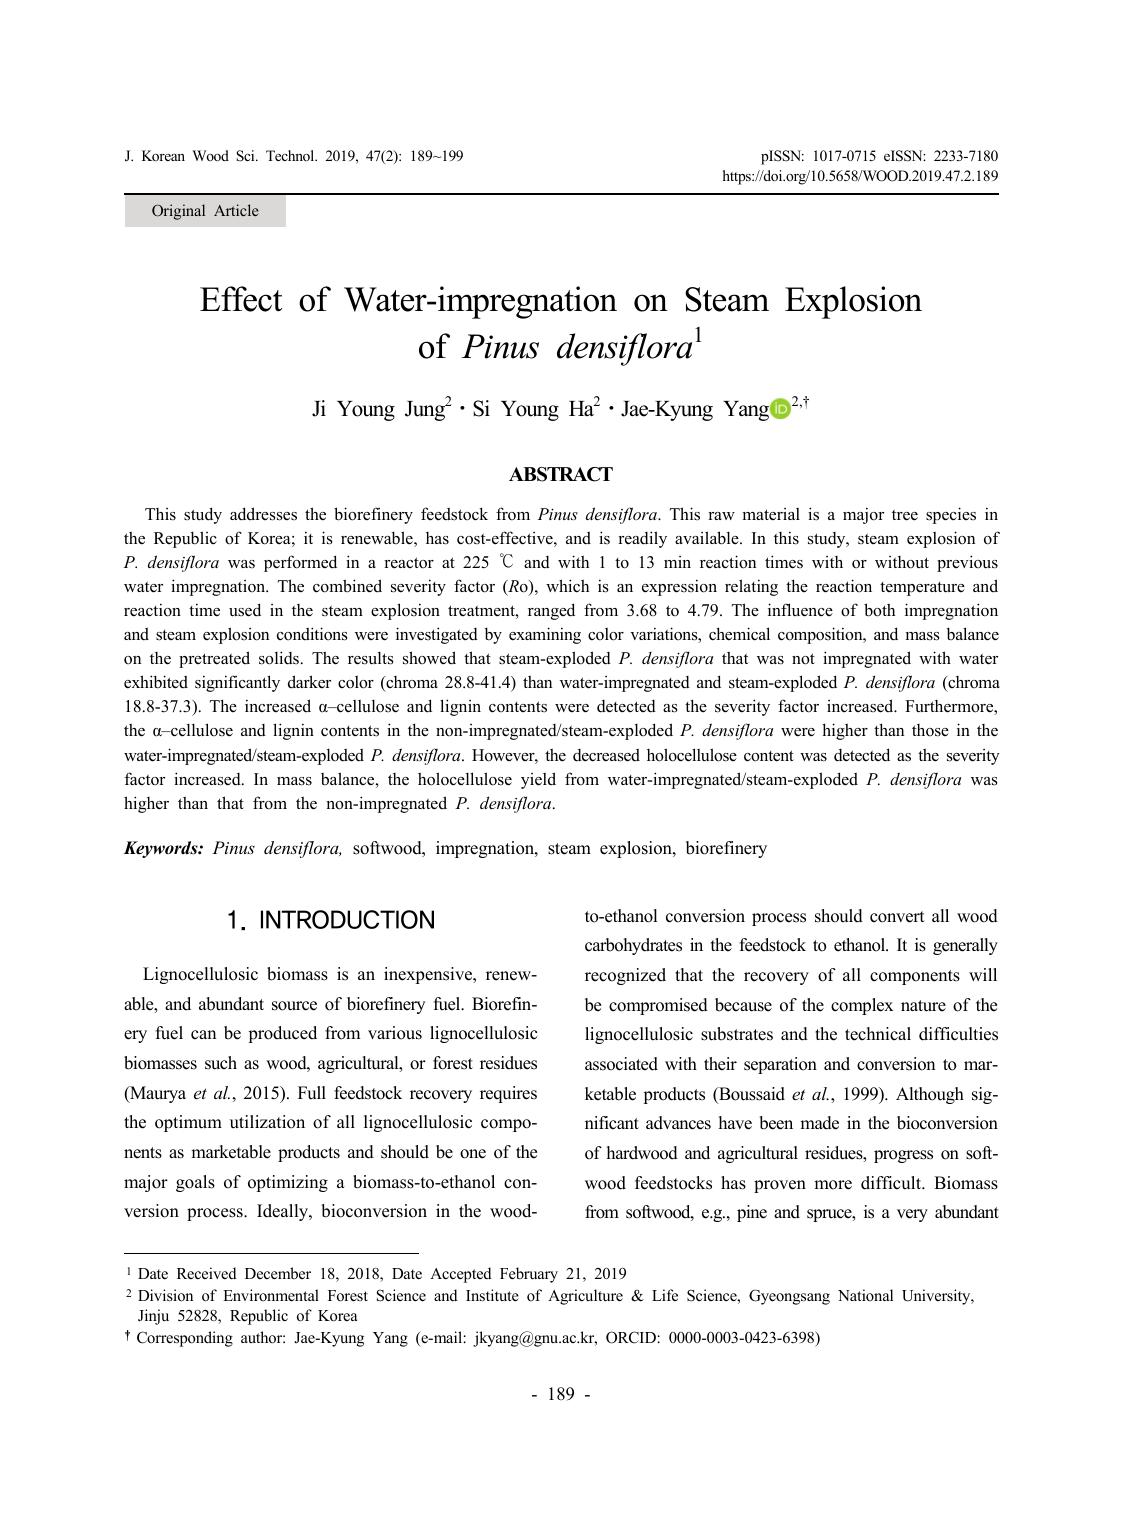 J. Korean Wood Sci. Technol. 2019, 47(2): 189~199
pISSN: 1017-0715 eISSN: 2233-7180
https://doi.org/10.5658/WOOD.2019.47.2.189
Original Article
Effect of Water-impregnation on Steam Explosion
of Pinus densiflora1
Ji Young Jung2 · Si Young Ha2 · Jae-Kyung Yang iD 2,†
ABSTRACT
This study addresses the biorefinery feedstock from Pinus densiflora. This raw material is a major tree species in
the Republic of Korea; it is renewable, has cost-effective, and is readily available. In this study, steam explosion of
P. densiflora was performed in a reactor at 225 ℃ and with 1 to 13 min reaction times with or without previous
water impregnation. The combined severity factor (Ro), which is an expression relating the reaction temperature and
reaction time used in the steam explosion treatment, ranged from 3.68 to 4.79. The influence of both impregnation
and steam explosion conditions were investigated by examining color variations, chemical composition, and mass balance
on the pretreated solids. The results showed that steam-exploded P. densiflora that was not impregnated with water
exhibited significantly darker color (chroma 28.8-41.4) than water-impregnated and steam-exploded P. densiflora (chroma
18.8-37.3). The increased α–cellulose and lignin contents were detected as the severity factor increased. Furthermore,
the α–cellulose and lignin contents in the non-impregnated/steam-exploded P. densiflora were higher than those in the
water-impregnated/steam-exploded P. densiflora. However, the decreased holocellulose content was detected as the severity
factor increased. In mass balance, the holocellulose yield from water-impregnated/steam-exploded P. densiflora was
higher than that from the non-impregnated P. densiflora.
Keywords: Pinus densiflora, softwood, impregnation, steam explosion, biorefinery
1. INTRODUCTION
Lignocellulosic biomass is an inexpensive, renew-
able, and abundant source of biorefinery fuel. Biorefin-
ery fuel can be produced from various lignocellulosic
biomasses such as wood, agricultural, or forest residues
(Maurya et al., 2015). Full feedstock recovery requires
the optimum utilization of all lignocellulosic compo-
nents as marketable products and should be one of the
major goals of optimizing a biomass-to-ethanol con-
version process. Ideally, bioconversion in the wood-
to-ethanol conversion process should convert all wood
carbohydrates in the feedstock to ethanol. It is generally
recognized that the recovery of all components will
be compromised because of the complex nature of the
lignocellulosic substrates and the technical difficulties
associated with their separation and conversion to mar-
ketable products (Boussaid et al., 1999). Although sig-
nificant advances have been made in the bioconversion
of hardwood and agricultural residues, progress on soft-
wood feedstocks has proven more difficult. Biomass
from softwood, e.g., pine and spruce, is a very abundant
1 Date Received December 18, 2018, Date Accepted February 21, 2019
2 Division of Environmental Forest Science and Institute of Agriculture & Life Science, Gyeongsang National University,
Jinju 52828, Republic of Korea
† Corresponding author: Jae-Kyung Yang (e-mail: jkyang@gnu.ac.kr, ORCID: 0000-0003-0423-6398)
- 189 -